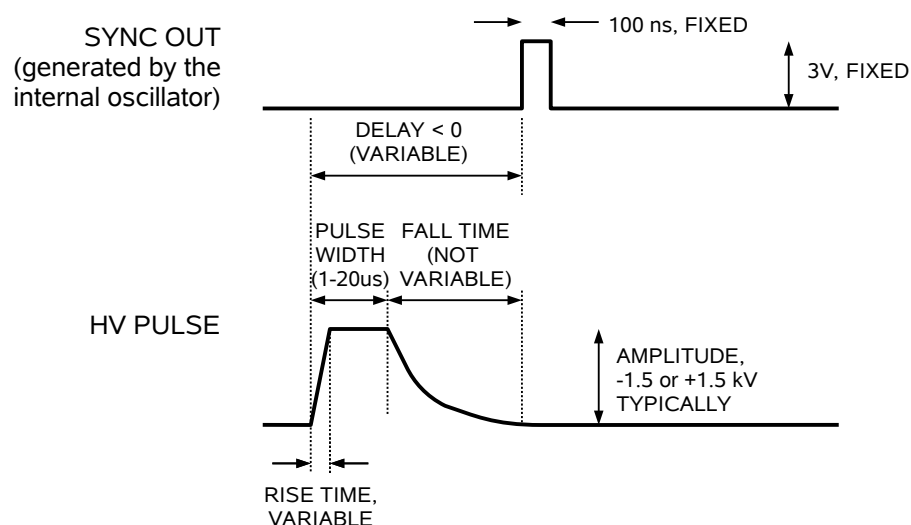 SYNC OUT
(generated by the
internal oscillator)
100 ns, FIXED
3V, FIXED
DELAY < 0
(VARIABLE)
PULSE
WIDTH
(1-20us)
FALL TIME
(NOT
VARIABLE)
HV PULSE
AMPLITUDE,
-1.5 or +1.5 kV
TYPICALLY
RISE TIME,
VARIABLE